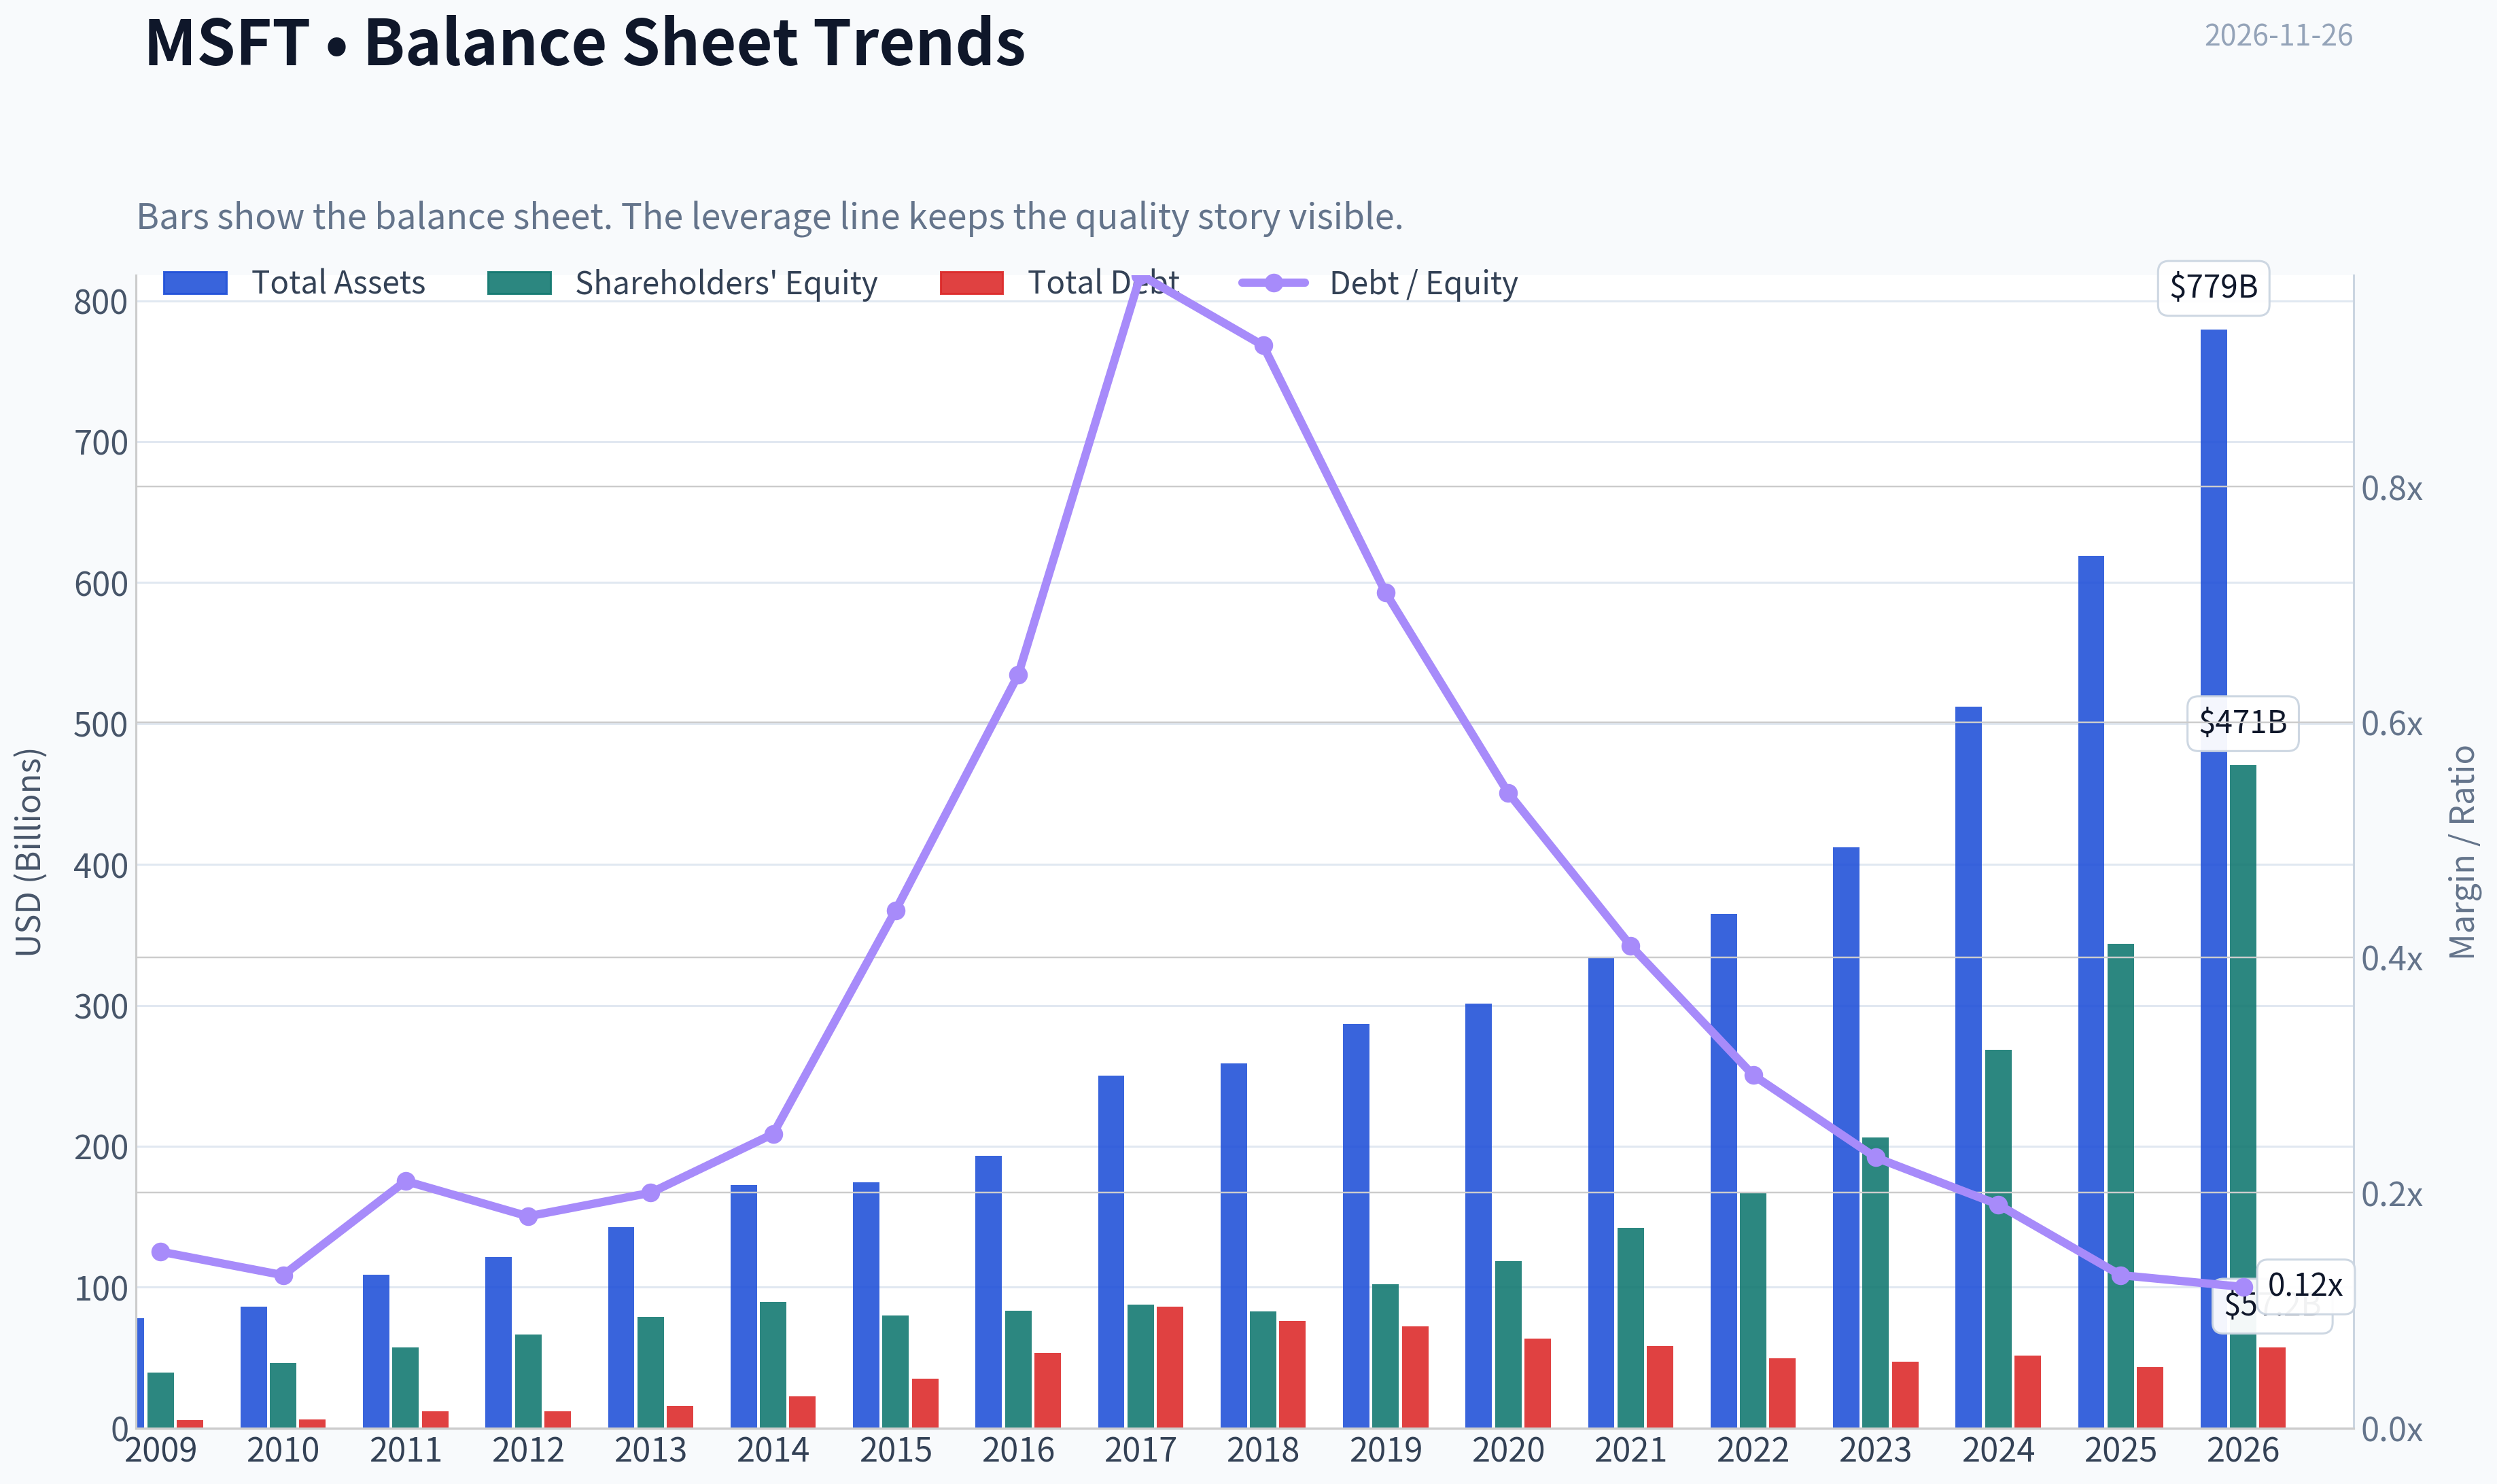 MSFT • Balance Sheet Trends
2026-11-26
Bars show the balance sheet. The leverage line keeps the quality story visible.
Total Assets
Shareholders' Equity
Total Debt
Debt / Equity
$779B
800
700
0.8x
600
500
$471B
0.6x
400
0.4x
300
200
0.2x
100
0.12x
0
0.0x
USD (Billions)
Margin / Ratio
2009 2010 2011 2012 2013 2014 2015 2016 2017 2018 2019 2020 2021 2022 2023 2024 2025 2026